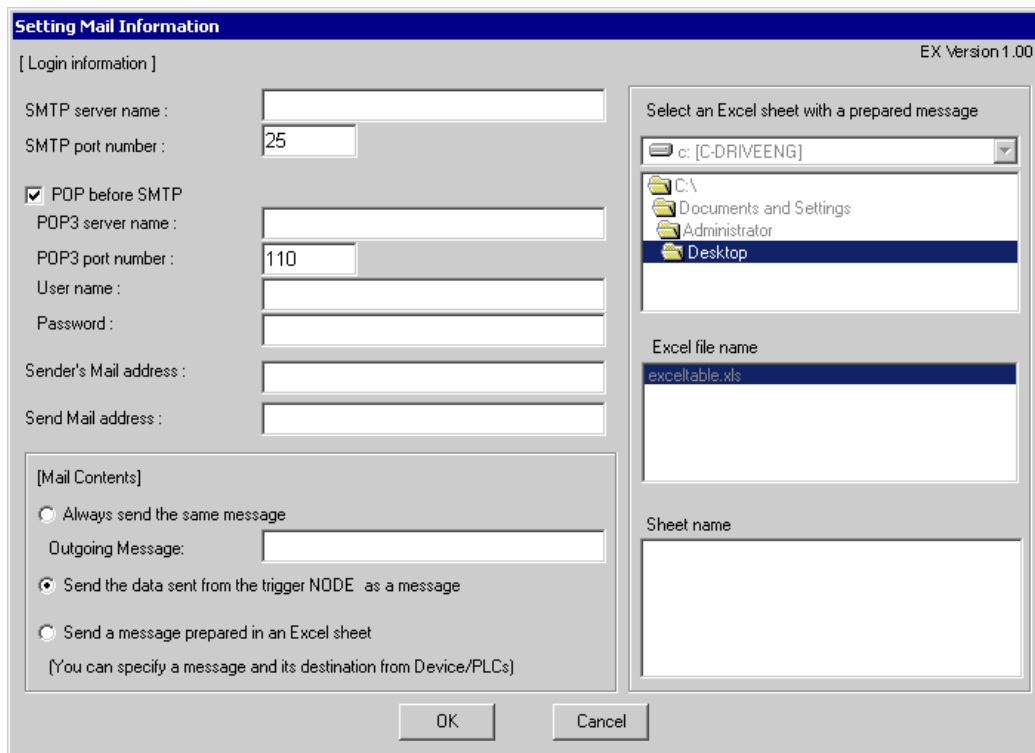 Setting Mail Information
EX Version 1.00
[ Login information ]
SMTP server name :
SMTP port number :
25
POP before SMTP
POP3 server name :
POP3 port number :
110
User name :
Password :
Sender's Mail address :
Send Mail address :
[Mail Contents]
Always send the same message
Outgoing Message:
Send the data sent from the trigger NODE as a message
Send a message prepared in an Excel sheet
(You can specify a message and its destination from Device/PLCs)
Select an Excel sheet with a prepared message
c: [C-DRIVEENG]
C:\
Documents and Settings
Administrator
Desktop
Excel file name
exceltable.xls
Sheet name
OK
Cancel